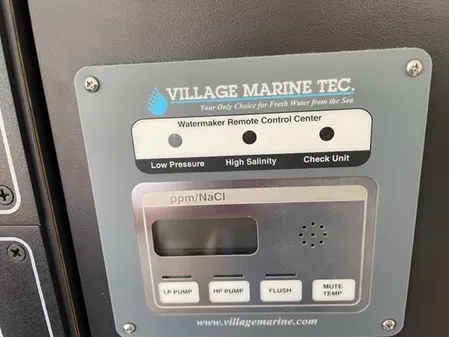 VILLAGE MARINE TEC.
Your Only Choice for Fresh Water from the Sea
Watermaker Remote Control Center
Low Pressure High Salinity Check Unit
ppm/NaCl
LP PUMP HP PUMP FLUSH MUTE
TEMP
www.villagemarine.com